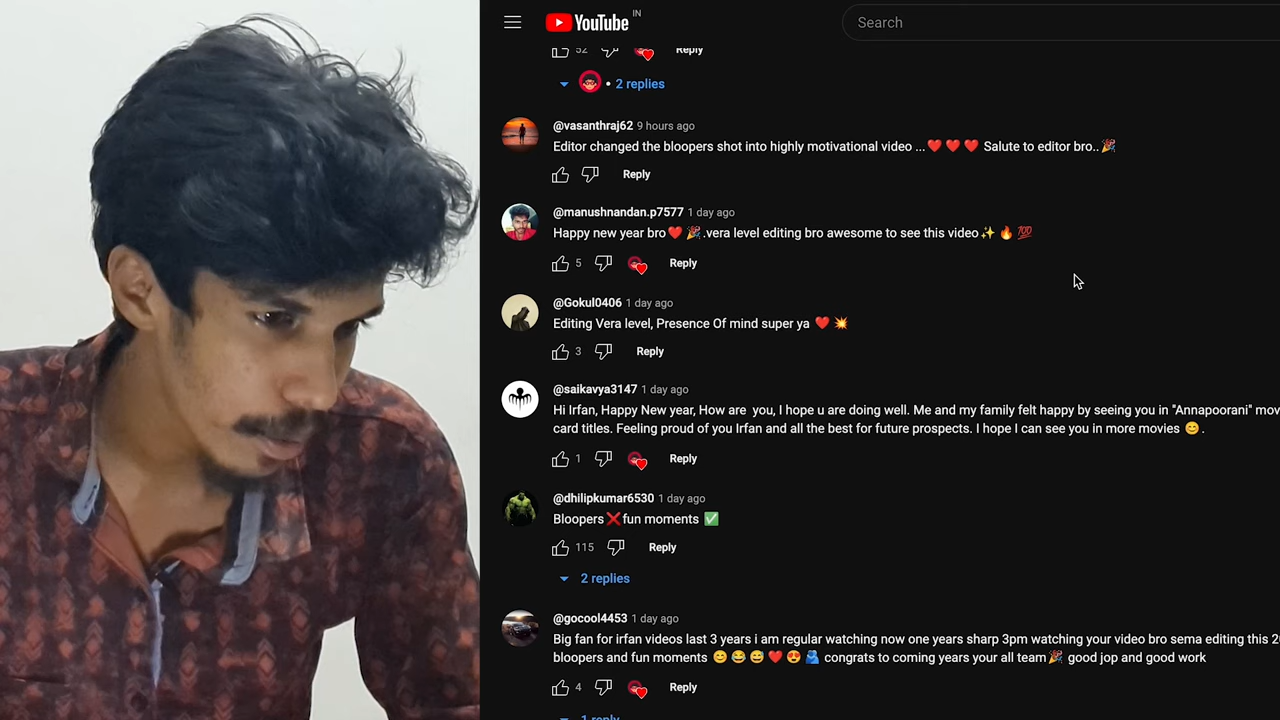 YouTube IN
Search
52 Reply
• 2 replies
@vasanthraj62 9 hours ago
Editor changed the bloopers shot into highly motivational video ...❤️ ❤️ ❤️ Salute to editor bro..🎉
Reply
@manushnandan.p7577 1 day ago
Happy new year bro❤️ 🎉.vera level editing bro awesome to see this video✨ 🔥 💯
5 Reply
@Gokul0406 1 day ago
Editing Vera level, Presence Of mind super ya ❤️ 💥
3 Reply
@saikavya3147 1 day ago
Hi Irfan, Happy New year, How are you, I hope u are doing well. Me and my family felt happy by seeing you in "Annapoorani" mov
card titles. Feeling proud of you Irfan and all the best for future prospects. I hope I can see you in more movies 😊 .
1 Reply
@dhilipkumar6530 1 day ago
Bloopers❌fun moments ✅
115 Reply
2 replies
@gocool4453 1 day ago
Big fan for irfan videos last 3 years i am regular watching now one years sharp 3pm watching your video bro sema editing this 2
bloopers and fun moments 😊 😂 😅 ❤️ 😍 🫂 congrats to coming years your all team🎉 good jop and good work
4 Reply
1 reply